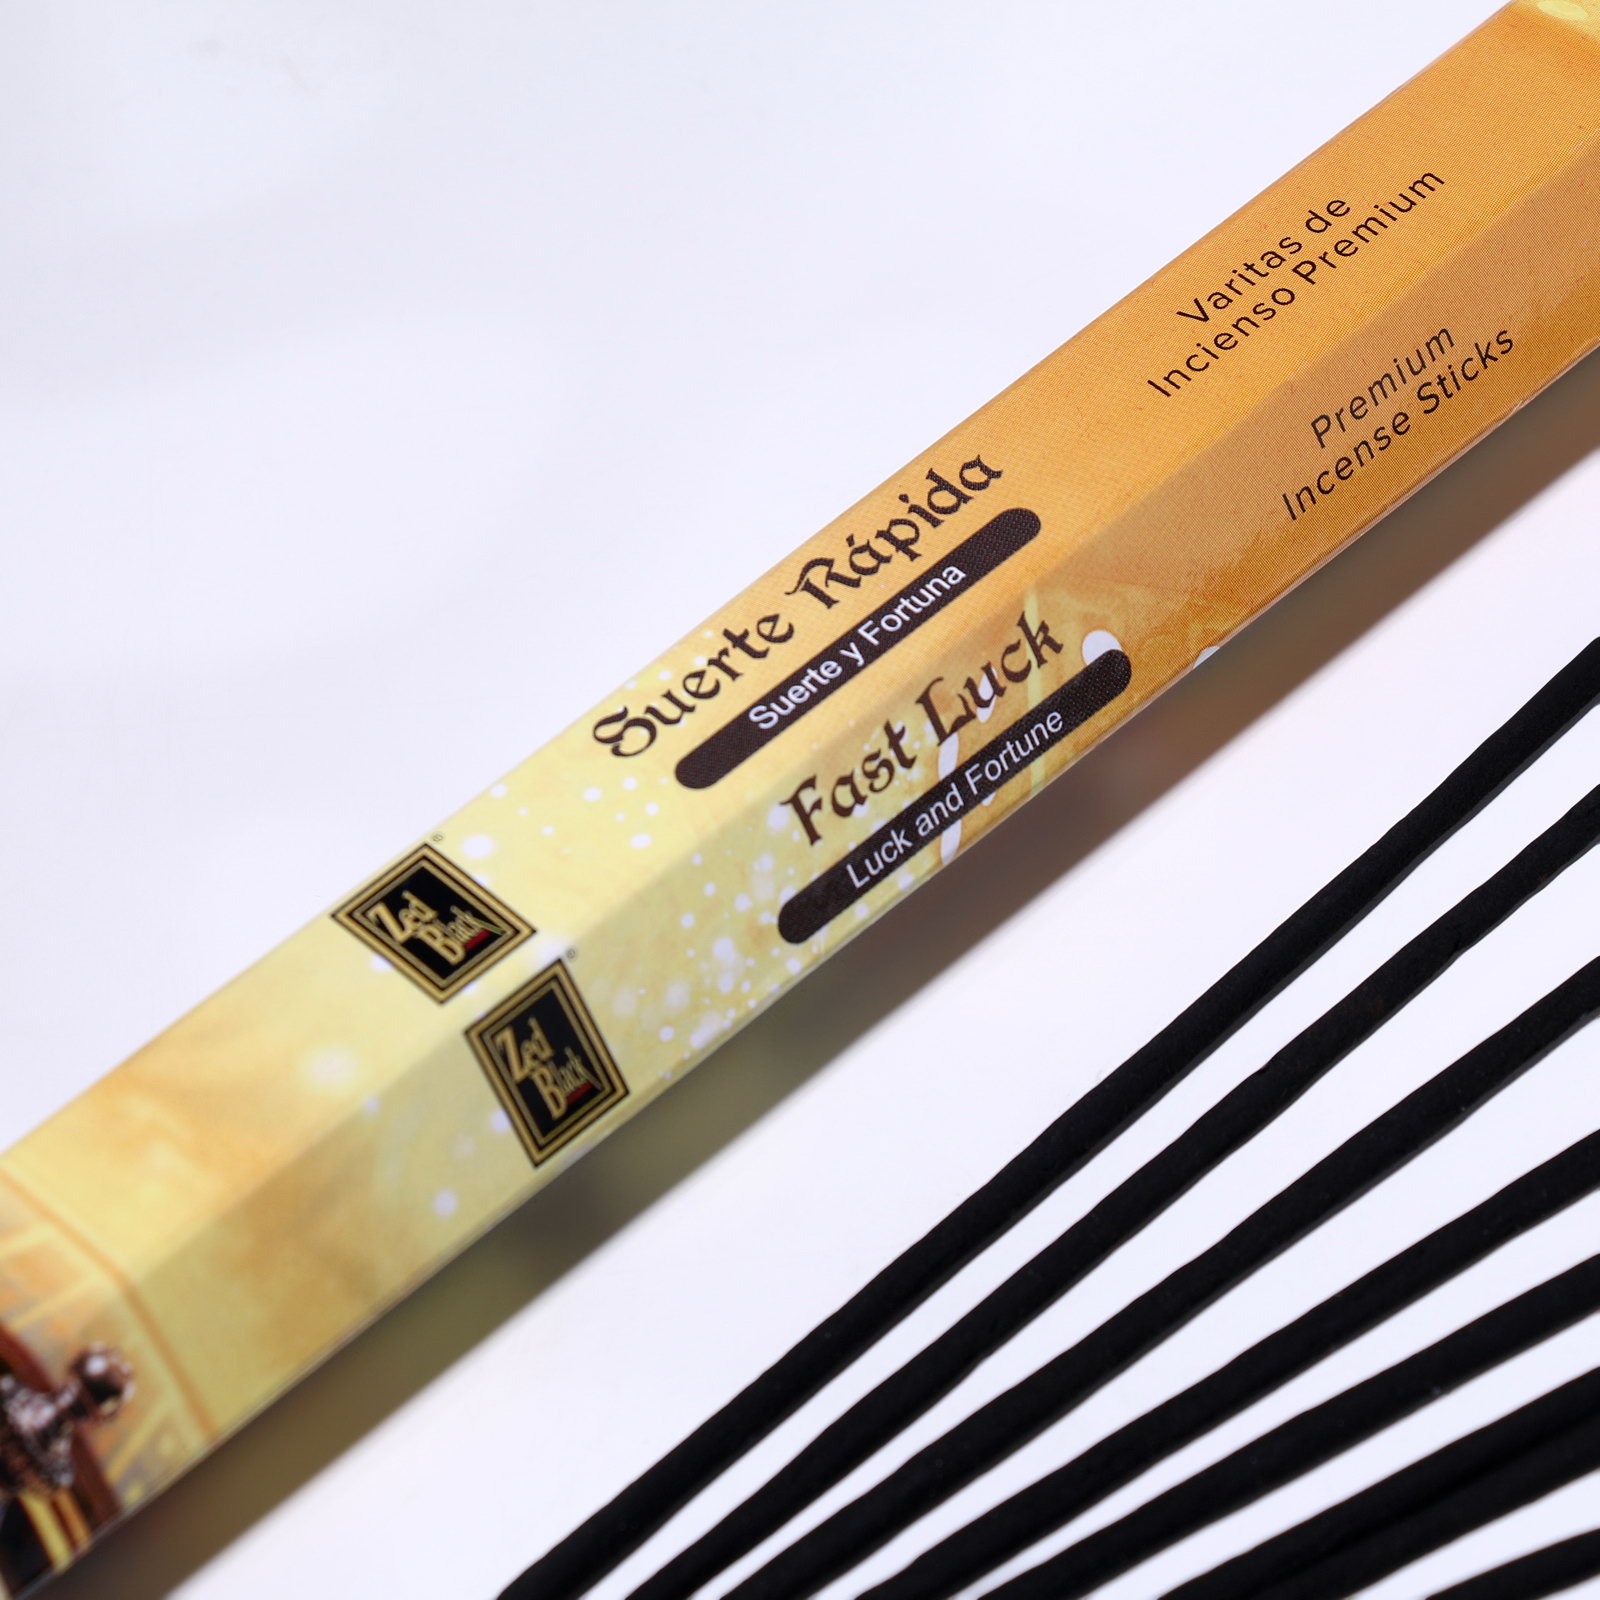 Zed
Black
®
Suerte Rápida
Suerte y Fortuna
Varitas de
Incienso Premium
Zed
Black
®
Fast Luck
Luck and Fortune
Premium
Incense Sticks